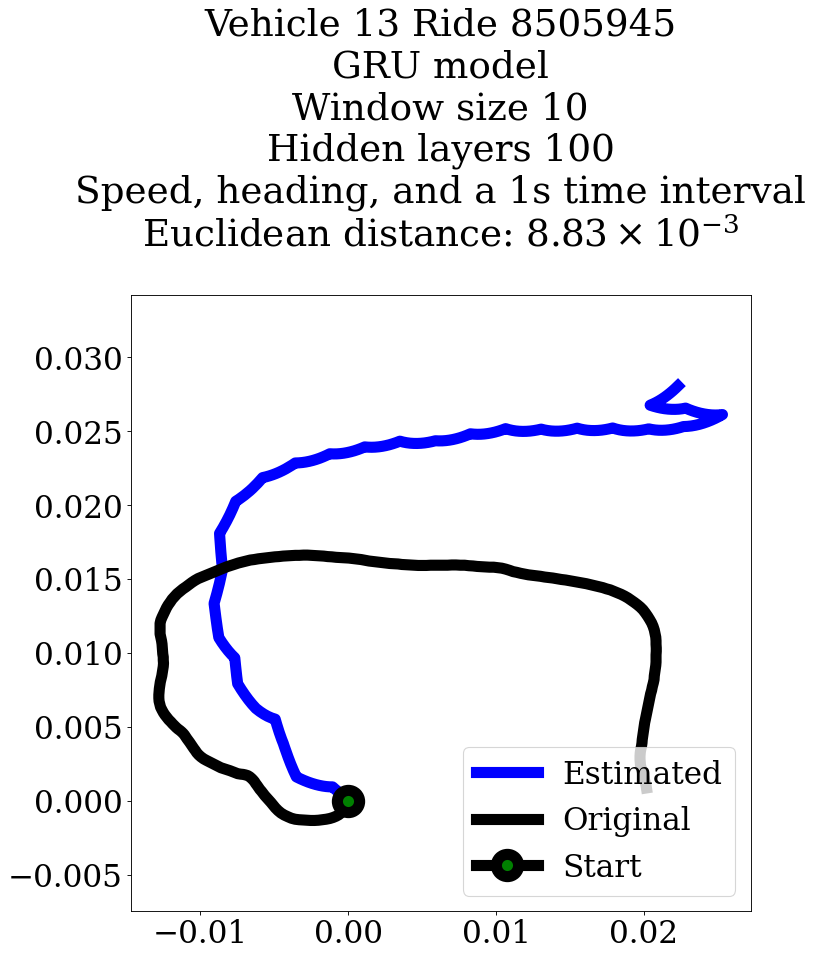 Vehicle 13 Ride 8505945
GRU model
Window size 10
Hidden layers 100
Speed, heading, and a 1s time interval
Euclidean distance: 8.83 × 10⁻³
0.030
0.025
0.020
0.015
0.010
0.005
0.000
−0.005
Estimated
Original
Start
−0.01 0.00 0.01 0.02